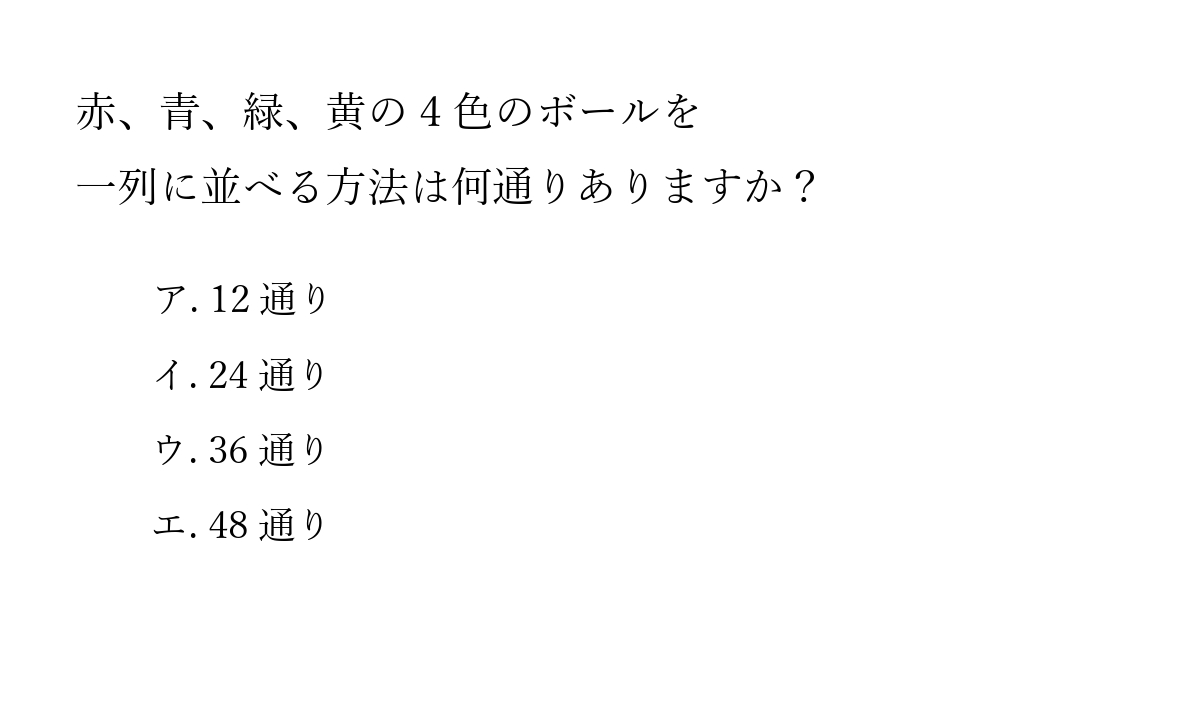 赤、青、緑、黄の 4 色のボールを
一列に並べる方法は何通りありますか？
ア. 12 通り
イ. 24 通り
ウ. 36 通り
エ. 48 通り